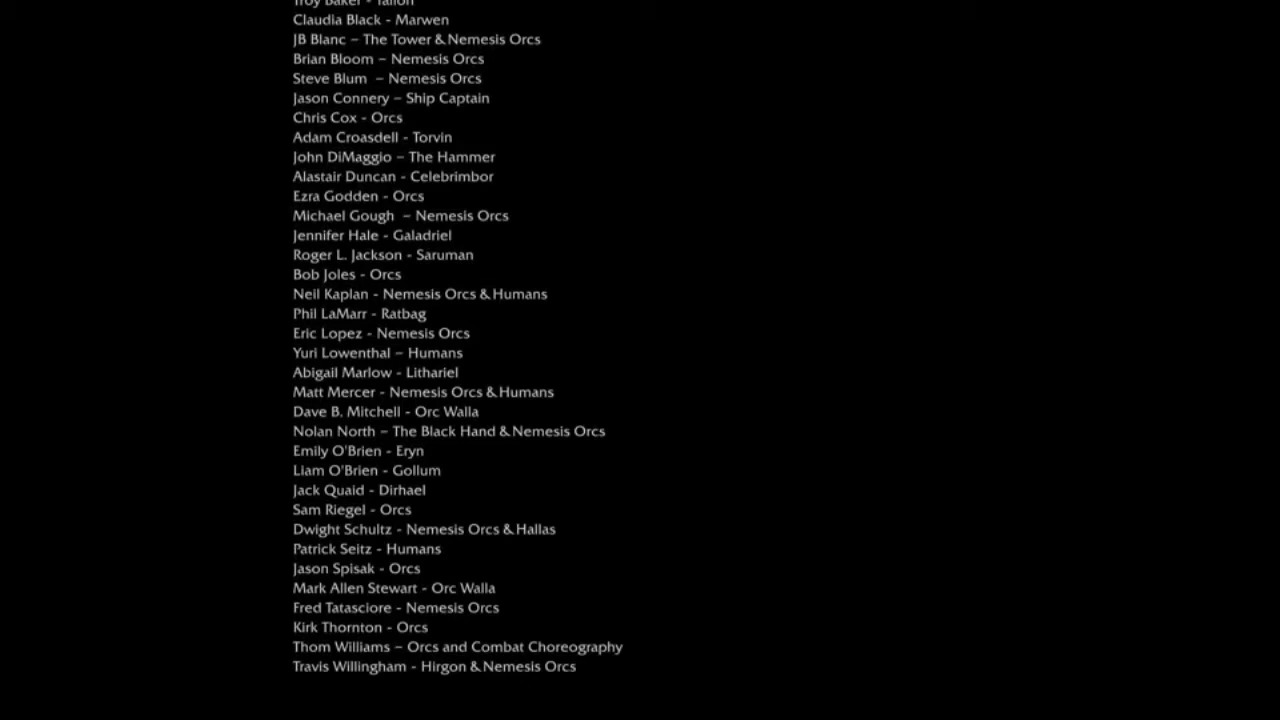 Troy Baker - Talion
Claudia Black - Marwen
JB Blanc – The Tower & Nemesis Orcs
Brian Bloom – Nemesis Orcs
Steve Blum  – Nemesis Orcs
Jason Connery – Ship Captain
Chris Cox - Orcs
Adam Croasdell - Torvin
John DiMaggio – The Hammer
Alastair Duncan - Celebrimbor
Ezra Godden - Orcs
Michael Gough  – Nemesis Orcs
Jennifer Hale - Galadriel
Roger L. Jackson - Saruman
Bob Joles - Orcs
Neil Kaplan - Nemesis Orcs & Humans
Phil LaMarr - Ratbag
Eric Lopez - Nemesis Orcs
Yuri Lowenthal – Humans
Abigail Marlow - Lithariel
Matt Mercer - Nemesis Orcs & Humans
Dave B. Mitchell - Orc Walla
Nolan North – The Black Hand & Nemesis Orcs
Emily O'Brien - Eryn
Liam O'Brien - Gollum
Jack Quaid - Dirhael
Sam Riegel - Orcs
Dwight Schultz - Nemesis Orcs & Hallas
Patrick Seitz - Humans
Jason Spisak - Orcs
Mark Allen Stewart - Orc Walla
Fred Tatasciore - Nemesis Orcs
Kirk Thornton - Orcs
Thom Williams – Orcs and Combat Choreography
Travis Willingham - Hirgon & Nemesis Orcs